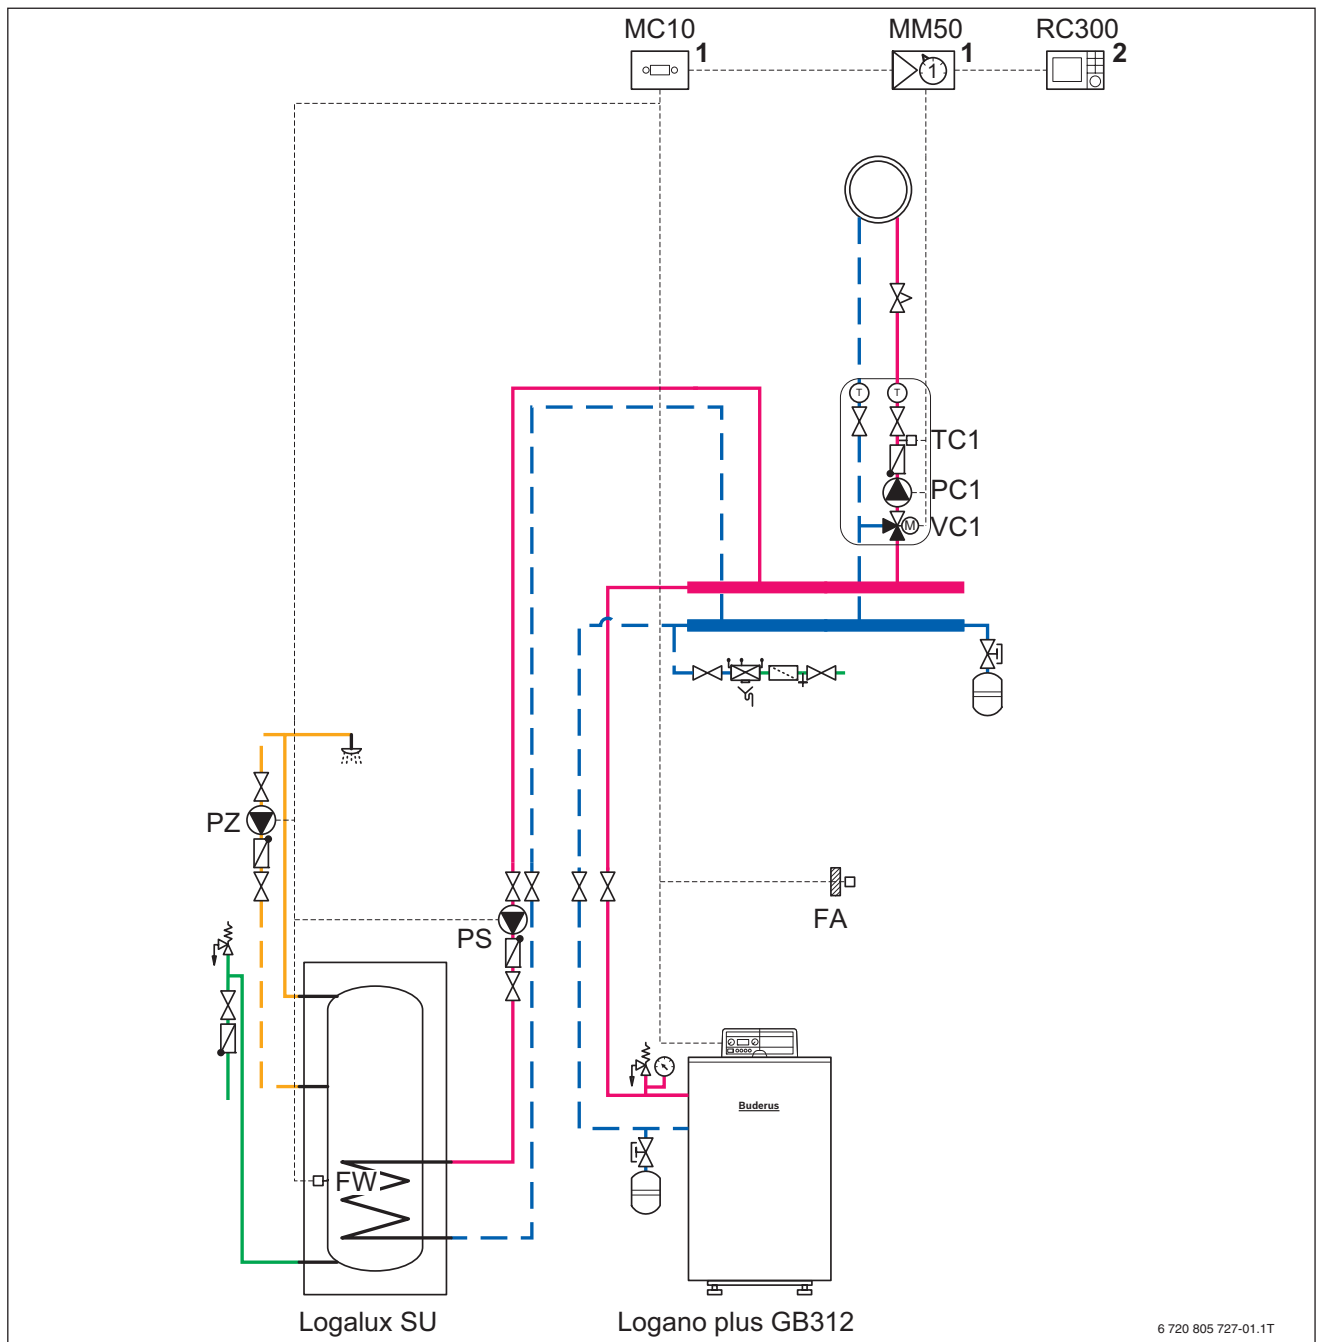 MC10 1
MM50 1
RC300 2
1
T T
TC1
PC1
M VC1
PZ
PS
FA
Buderus
FW
Logalux SU
Logano plus GB312
6 720 805 727-01.1T